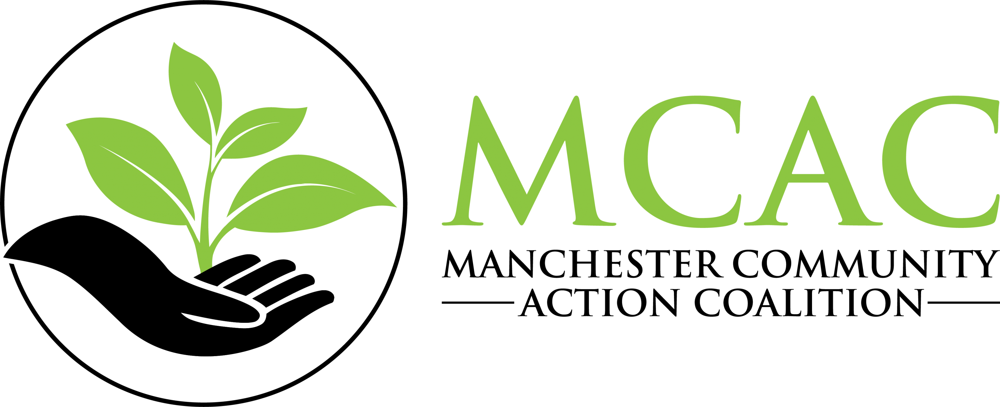 MCAC
MANCHESTER COMMUNITY
ACTION COALITION